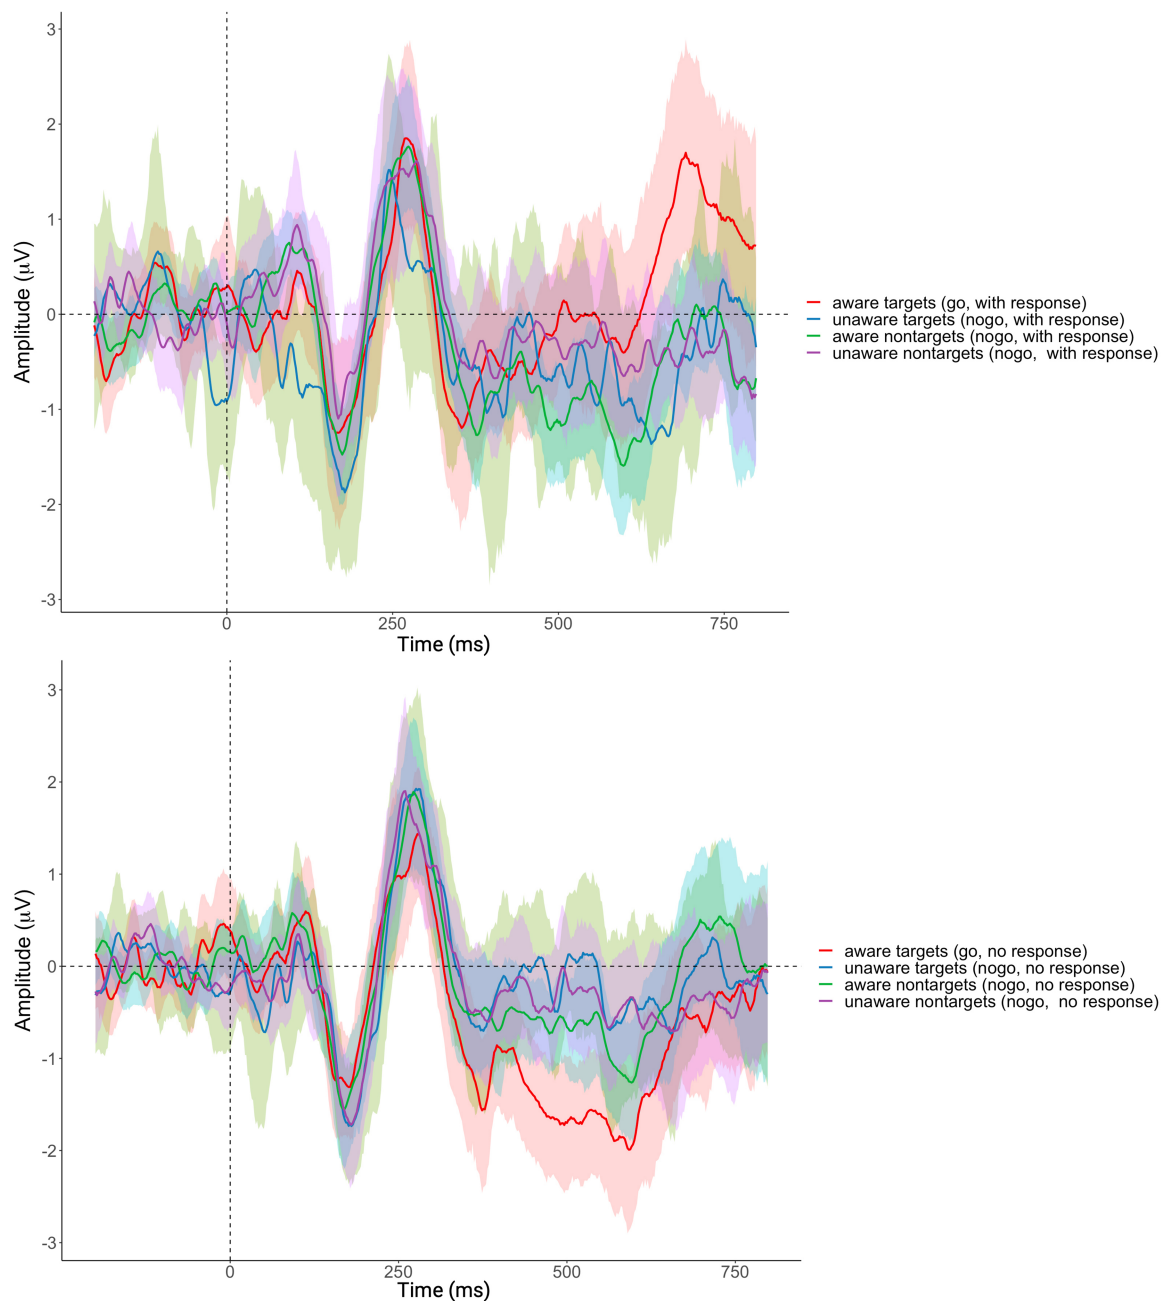 3
2
1
0
-1
-2
-3
Amplitude (μV)
0
250
500
750
Time (ms)
aware targets (go, with response)
unaware targets (nogo, with response)
aware nontargets (nogo, with response)
unaware nontargets (nogo,  with response)
3
2
1
0
-1
-2
-3
Amplitude (μV)
0
250
500
750
Time (ms)
aware targets (go, no response)
unaware targets (nogo, no response)
aware nontargets (nogo, no response)
unaware nontargets (nogo,  no response)